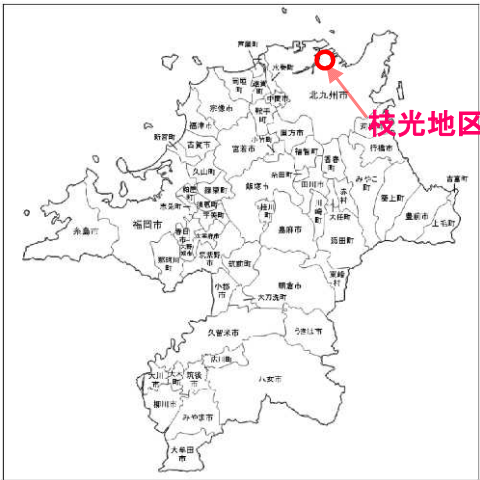 芦屋町
水巻町
岡垣町
遠賀町
北九州市
中間市
宗像市
鞍手町
枝光地区
福津市
小竹町
直方市
行橋市
新宮町
古賀市
宮若市
福智町
香春町
みやこ町
吉富町
久山町
糸田町
田川市
赤村
築上町
粕屋町
篠栗町
飯塚市
豊前市
上毛町
志免町
須恵町
桂川町
川崎町
大任町
糸島市
福岡市
宇美町
嘉麻市
添田町
春日市
太宰府市
大野城市
那珂川町
筑紫野市
筑前町
東峰村
小郡市
朝倉市
大刀洗町
久留米市
うきは市
広川町
大川市
大木町
筑後市
八女市
柳川市
みやま市
大牟田市